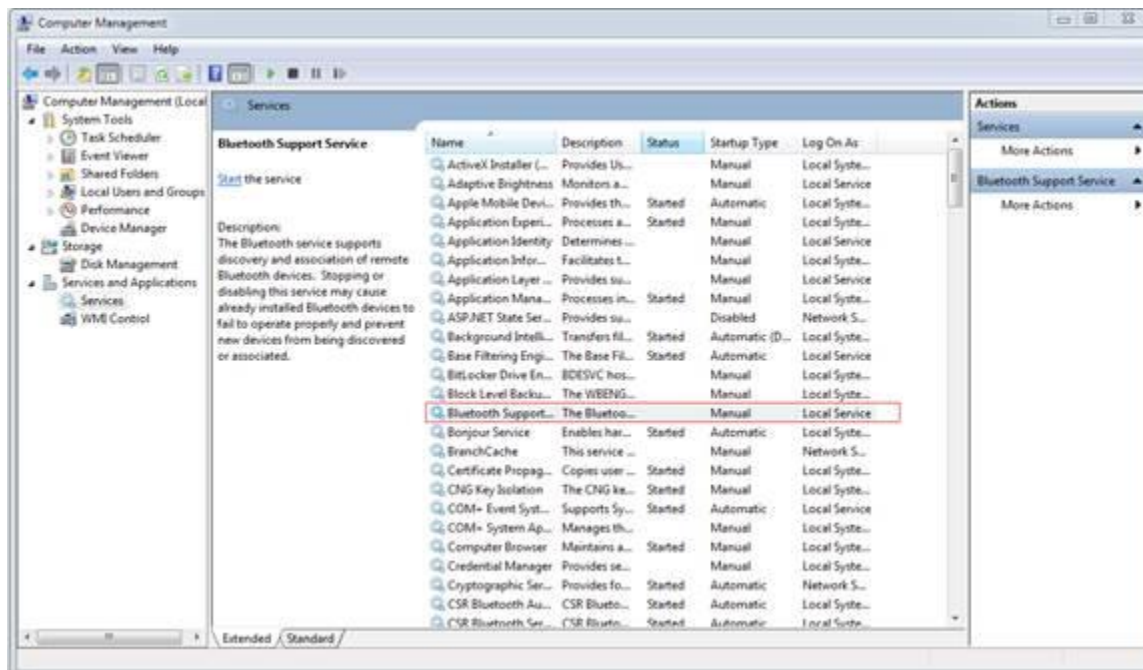 Computer Management
File Action View Help
Computer Management (Local
System Tools
Task Scheduler
Event Viewer
Shared Folders
Local Users and Groups
Performance
Device Manager
Storage
Disk Management
Services and Applications
Services
WMI Control
Services
Bluetooth Support Service
Start the service
Description:
The Bluetooth service supports
discovery and association of remote
Bluetooth devices. Stopping or
disabling this service may cause
already installed Bluetooth devices to
fail to operate properly and prevent
new devices from being discovered
or associated.
Name Description Status Startup Type Log On As
ActiveX Installer (... Provides Us... Manual Local Syste...
Adaptive Brightness Monitors a... Manual Local Service
Apple Mobile Devi... Provides th... Started Automatic Local Syste...
Application Experi... Processes a... Started Manual Local Syste...
Application Identity Determines ... Manual Local Service
Application Infor... Facilitates t... Manual Local Syste...
Application Layer ... Provides su... Manual Local Service
Application Mana... Processes in... Started Manual Local Syste...
ASP.NET State Ser... Provides su... Disabled Network S...
Background Intelli... Transfers fil... Started Automatic (D... Local Syste...
Base Filtering Engi... The Base Fil... Started Automatic Local Service
BitLocker Drive En... BDESVC hos... Manual Local Syste...
Block Level Backu... The WBENG... Manual Local Syste...
Bluetooth Support... The Bluetoo... Manual Local Service
Bonjour Service Enables har... Started Automatic Local Syste...
BranchCache This service ... Manual Network S...
Certificate Propag... Copies user ... Started Manual Local Syste...
CNG Key Isolation The CNG ke... Started Manual Local Syste...
COM+ Event Syst... Supports Sy... Started Automatic Local Service
COM+ System Ap... Manages th... Manual Local Syste...
Computer Browser Maintains a... Started Manual Local Syste...
Credential Manager Provides se... Manual Local Syste...
Cryptographic Ser... Provides fo... Started Automatic Network S...
CSR Bluetooth Au... CSR Blueto... Started Automatic Local Syste...
CSR Bluetooth Ser... CSR Blueto... Started Automatic Local Syste...
Extended Standard
Actions
Services
More Actions
Bluetooth Support Service
More Actions